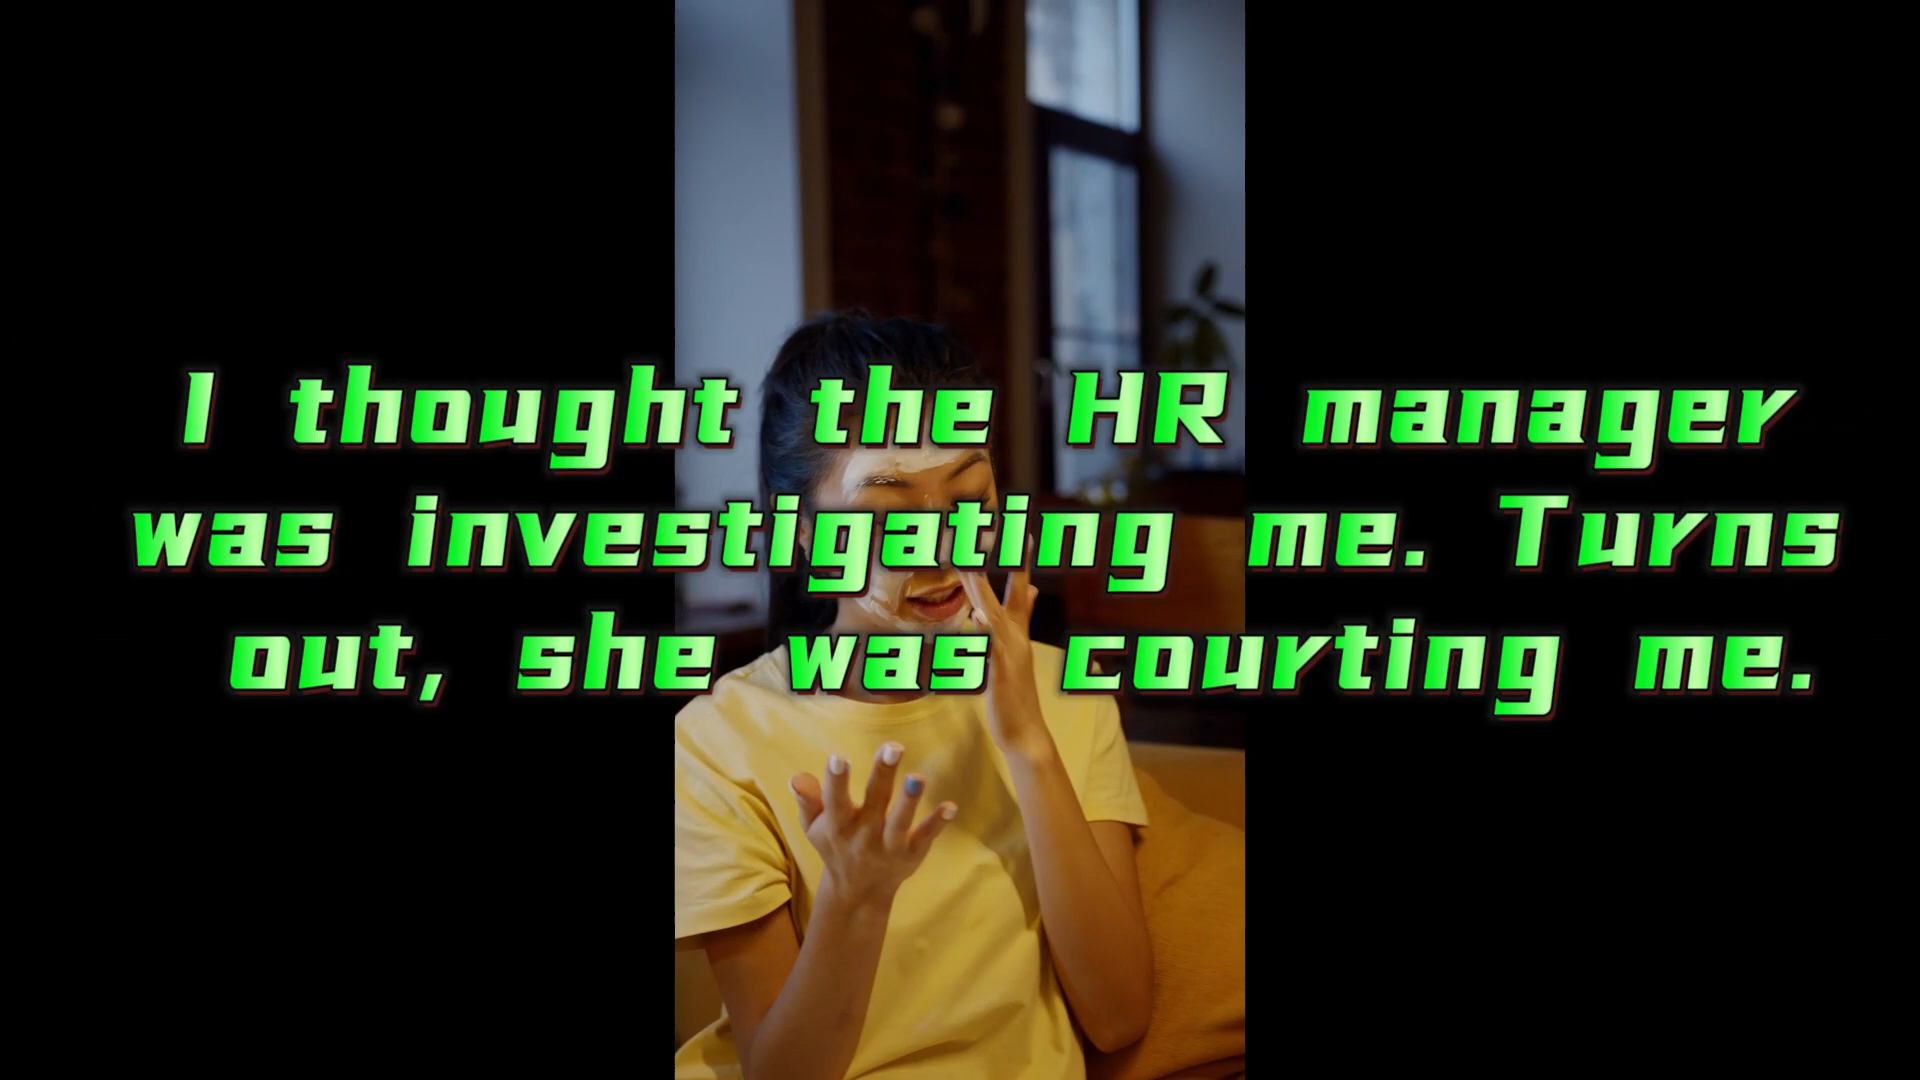 I thought the HR manager
was investigating me. Turns
out, she was courting me.